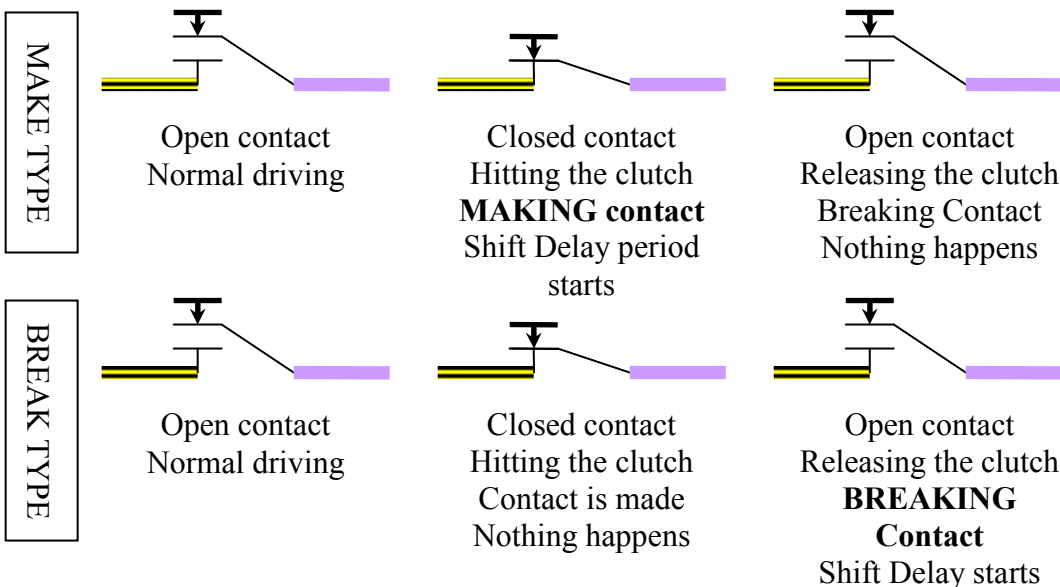 MAKE TYPE
Open contact
Normal driving
Closed contact
Hitting the clutch
MAKING contact
Shift Delay period
starts
Open contact
Releasing the clutch
Breaking Contact
Nothing happens
BREAK TYPE
Open contact
Normal driving
Closed contact
Hitting the clutch
Contact is made
Nothing happens
Open contact
Releasing the clutch
BREAKING
Contact
Shift Delay starts